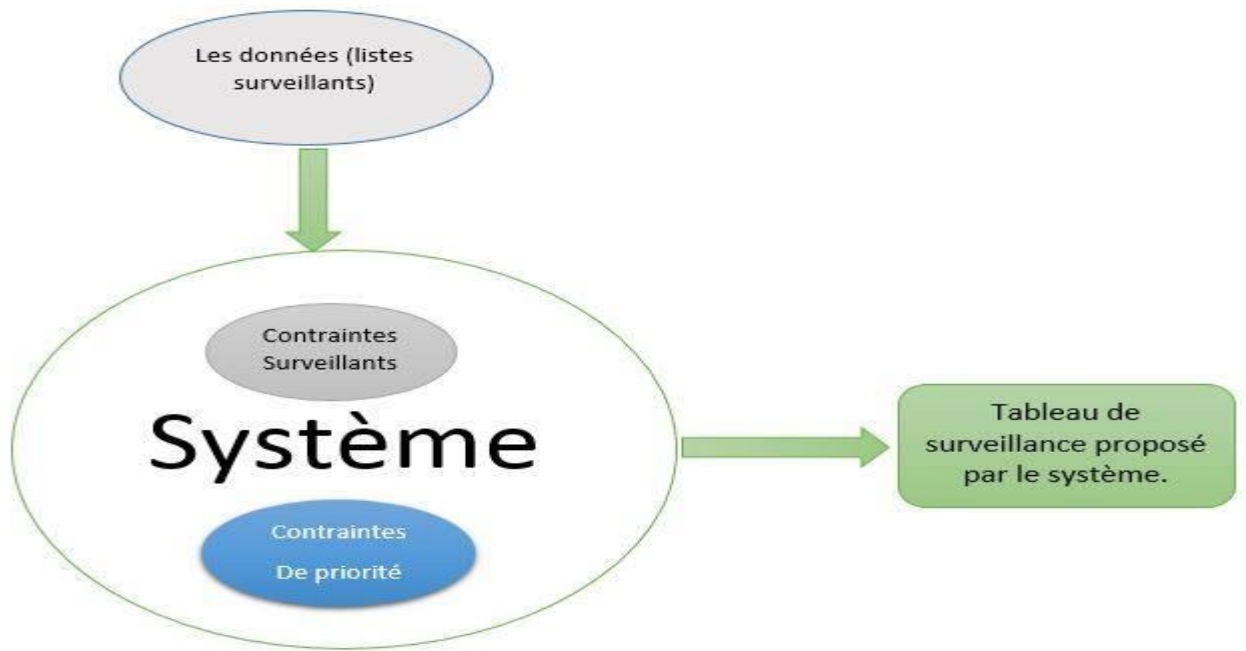 Les données (listes
surveillants)
Contraintes
Surveillants
Système
Contraintes
De priorité
Tableau de
surveillance proposé
par le système.